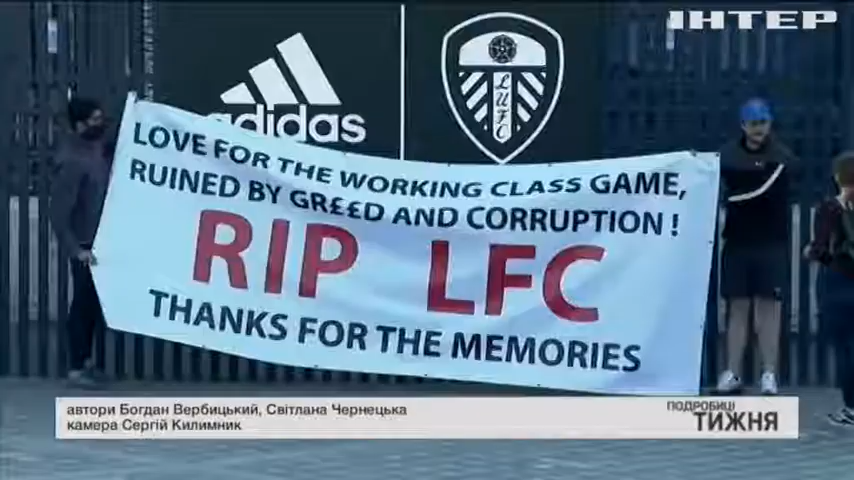 ІНТЕР
adidas
LUFC
LOVE FOR THE WORKING CLASS GAME,
RUINED BY GR££D AND CORRUPTION !
RIP LFC
THANKS FOR THE MEMORIES
автори Богдан Вербицький, Світлана Чернецька
камера Сергій Килимник
ПОДРОБИЦІ
ТИЖНЯ